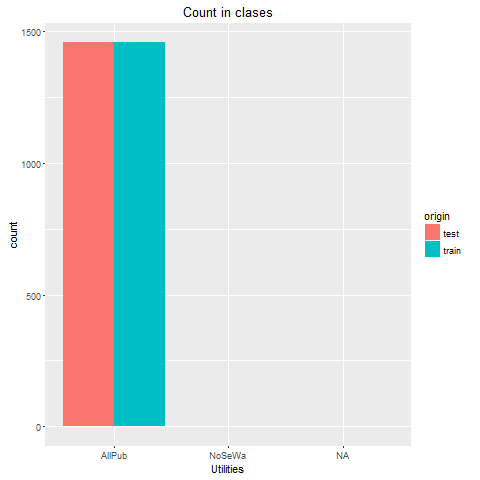 Count in clases
1500
1000
500
0
count
AllPub
NoSeWa
NA
Utilities
origin
test
train